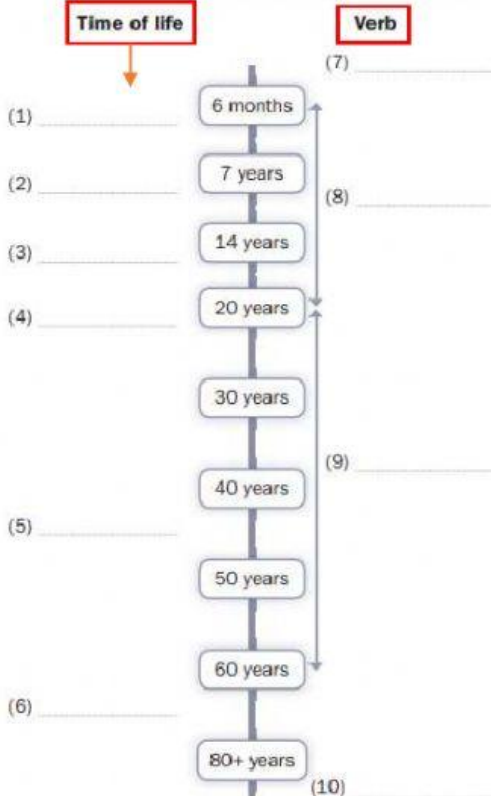 Time of life
Verb
(7)
6 months
(1)
7 years
(2)
(8)
14 years
(3)
20 years
(4)
30 years
(9)
40 years
(5)
50 years
60 years
(6)
80+ years
(10)